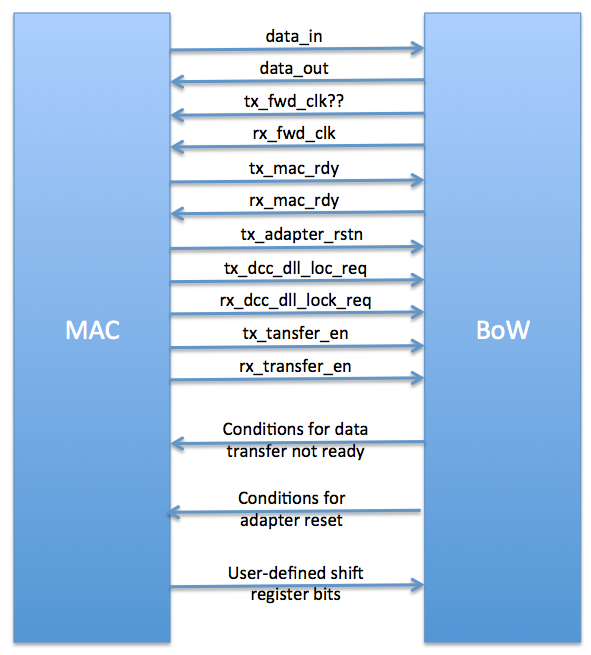 data_in
data_out
tx_fwd_clk??
rx_fwd_clk
tx_mac_rdy
rx_mac_rdy
tx_adapter_rstn
tx_dcc_dll_loc_req
rx_dcc_dll_lock_req
MAC
BoW
tx_tansfer_en
rx_transfer_en
Conditions for data
transfer not ready
Conditions for
adapter reset
User-defined shift
register bits